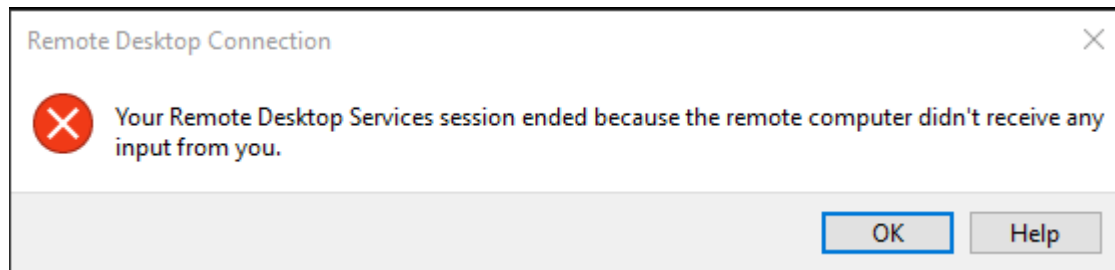 Remote Desktop Connection
Your Remote Desktop Services session ended because the remote computer didn't receive any
input from you.
OK
Help